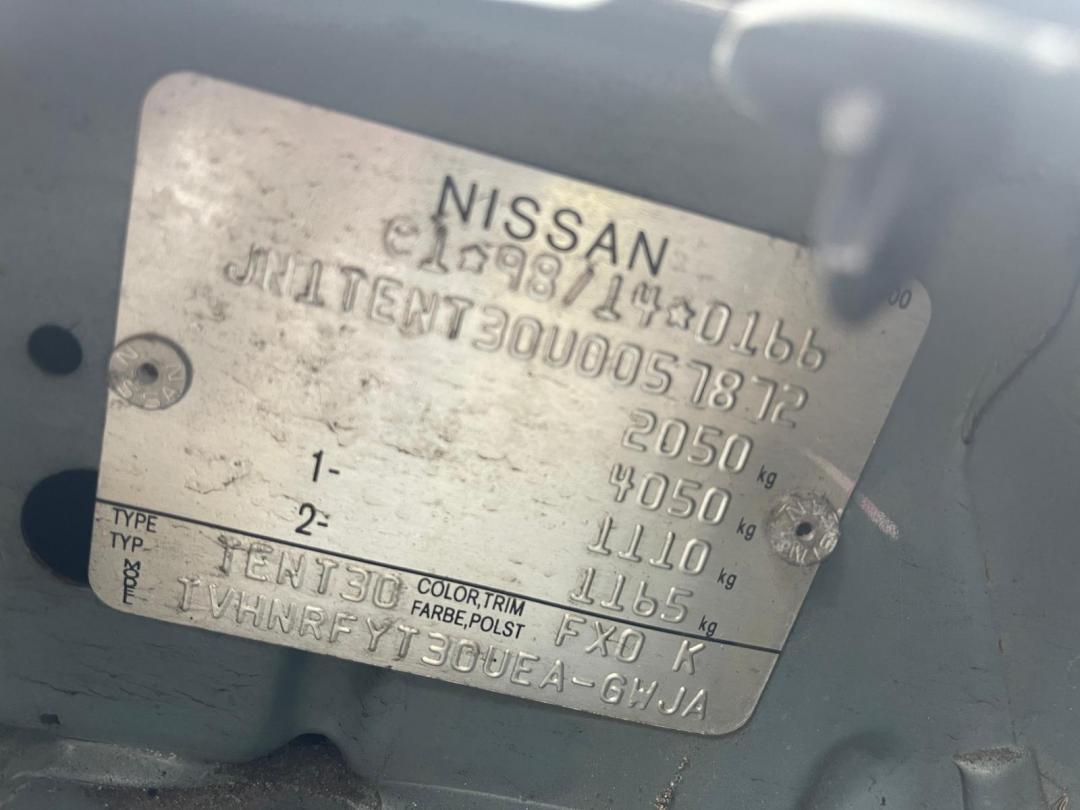 NISSAN
e1*98/14*0166
JN1TENT30U0057872
2050 kg
1- 4050 kg
2- 1110 kg
1165 kg
TYPE
TYP TENT30 COLOR,TRIM
FARBE,POLST FX0 K
MODELE TVHNRFYT30UEA-GWJA